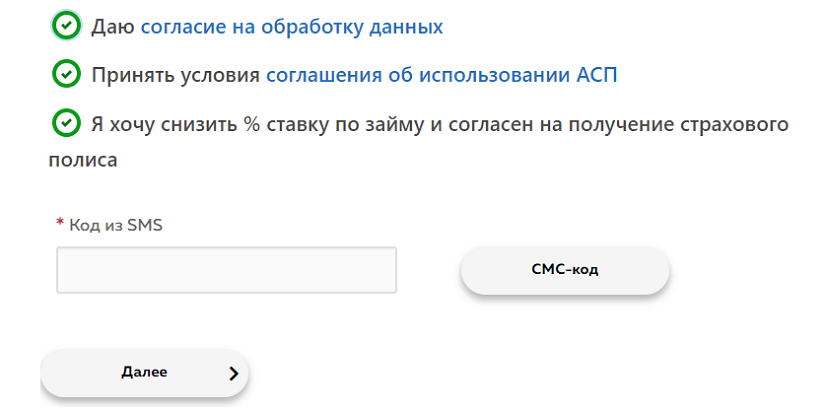 Даю согласие на обработку данных
Принять условия соглашения об использовании АСП
Я хочу снизить % ставку по займу и согласен на получение страхового
полиса
* Код из SMS
СМС-код
Далее